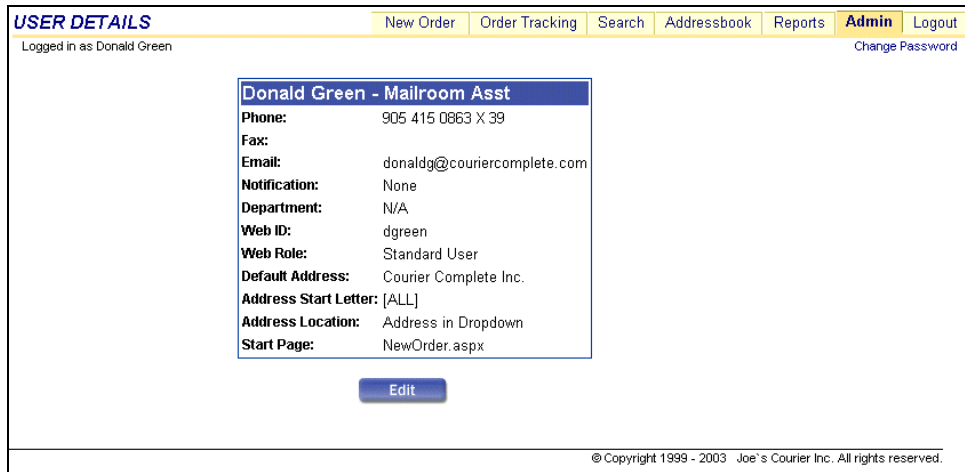 USER DETAILS New Order Order Tracking Search Addressbook Reports Admin Logout
Logged in as Donald Green Change Password
Donald Green - Mailroom Asst
Phone: 905 415 0863 X 39
Fax:
Email: donaldg@couriercomplete.com
Notification: None
Department: N/A
Web ID: dgreen
Web Role: Standard User
Default Address: Courier Complete Inc.
Address Start Letter: [ALL]
Address Location: Address in Dropdown
Start Page: NewOrder.aspx
Edit
© Copyright 1999 - 2003 Joe`s Courier Inc. All rights reserved.